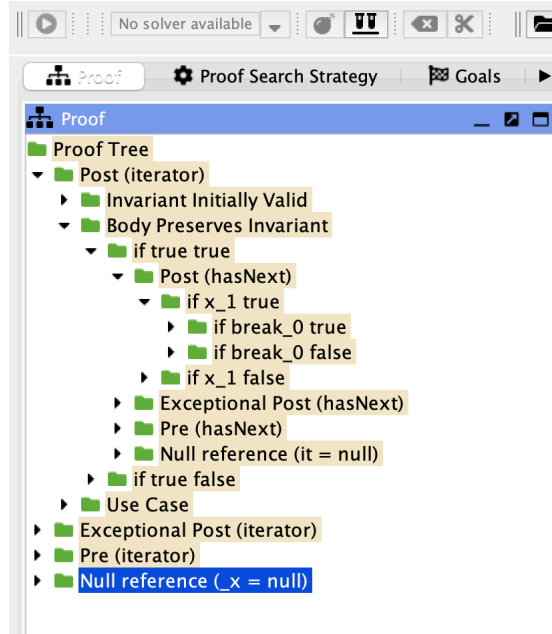 No solver available
Proof Proof Search Strategy Goals
Proof
Proof Tree
Post (iterator)
Invariant Initially Valid
Body Preserves Invariant
if true true
Post (hasNext)
if x_1 true
if break_0 true
if break_0 false
if x_1 false
Exceptional Post (hasNext)
Pre (hasNext)
Null reference (it = null)
if true false
Use Case
Exceptional Post (iterator)
Pre (iterator)
Null reference (_x = null)